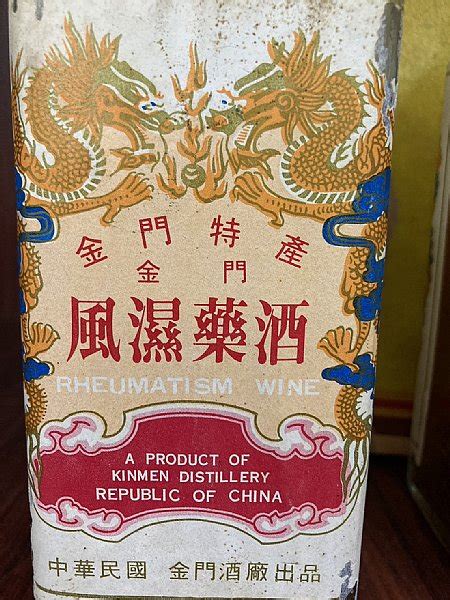 金門特產
金門
風濕藥酒
RHEUMATISM WINE
A PRODUCT OF
KINMEN DISTILLERY
REPUBLIC OF CHINA
中華民國 金門酒廠出品